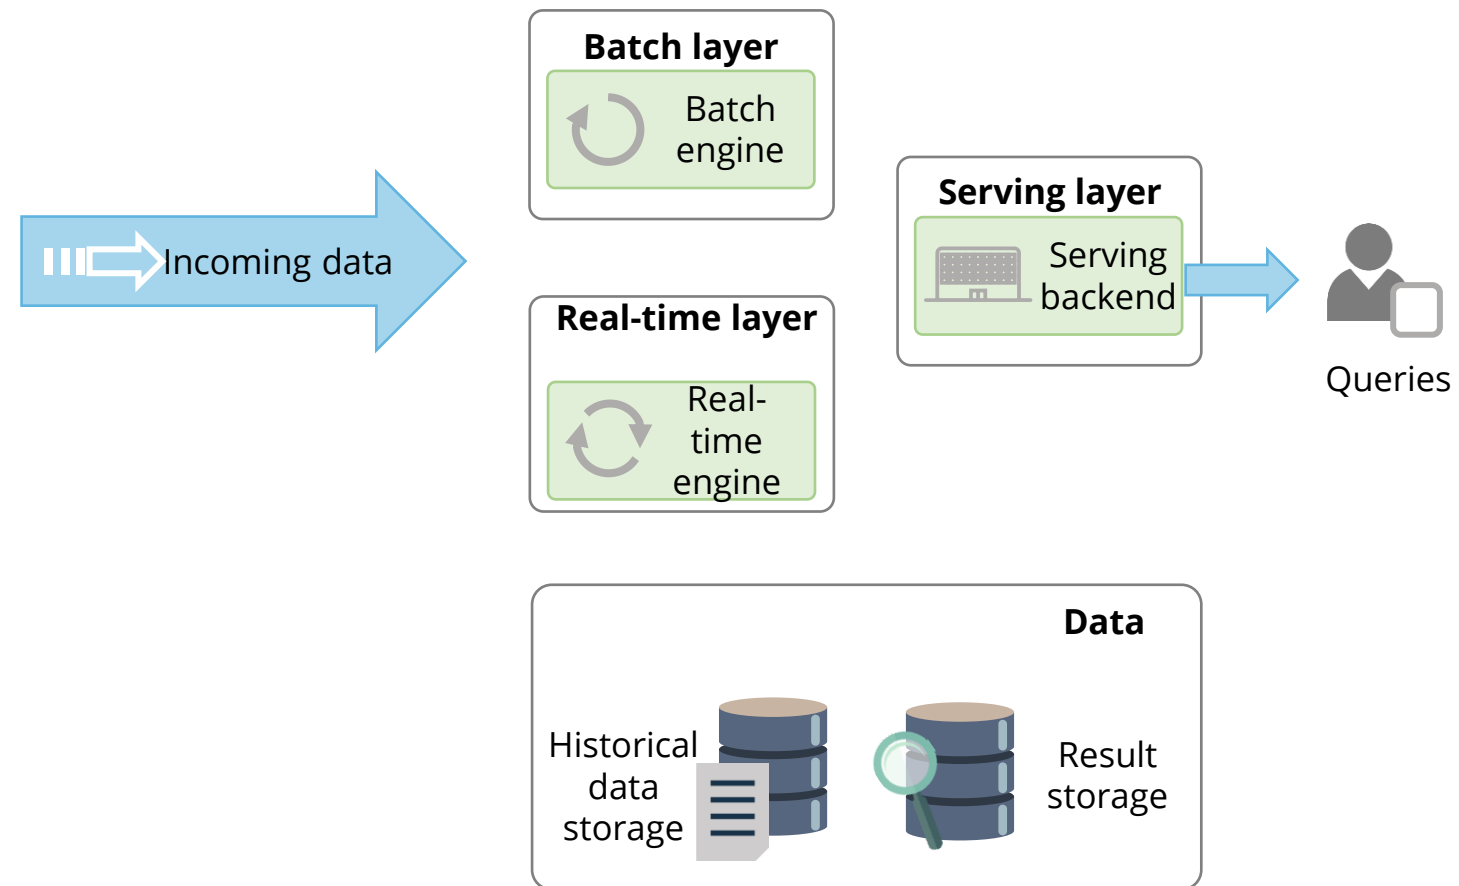 Batch layer
Batch
engine
Incoming data
Real-time layer
Real-
time
engine
Serving layer
Serving
backend
Queries
Data
Historical
data
storage
Result
storage